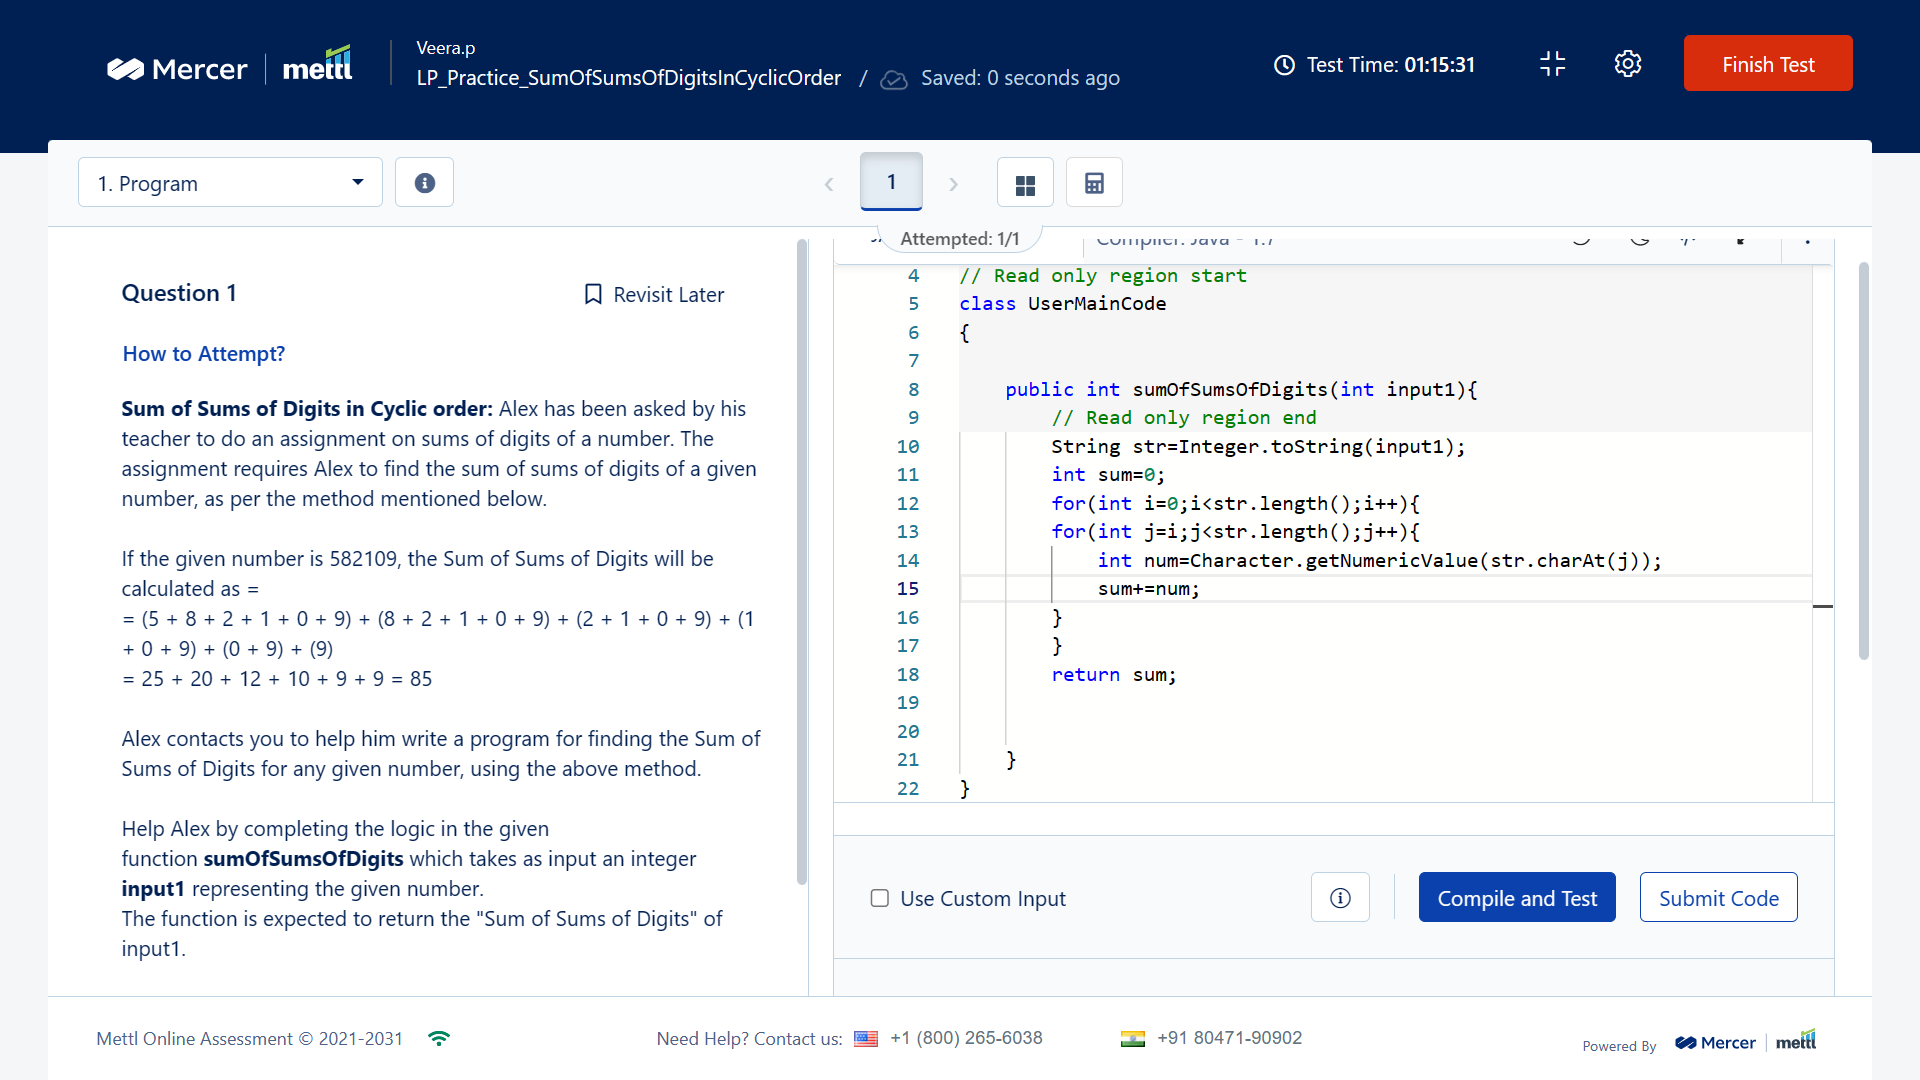 Mercer | mettl
Veera.p
LP_Practice_SumOfSumsOfDigitsInCyclicOrder / Saved: 0 seconds ago
Test Time: 01:15:31
Finish Test
1. Program
1
Attempted: 1/1
Compiler: Java - 1.7
Question 1
Revisit Later
How to Attempt?
Sum of Sums of Digits in Cyclic order: Alex has been asked by his
teacher to do an assignment on sums of digits of a number. The
assignment requires Alex to find the sum of sums of digits of a given
number, as per the method mentioned below.
If the given number is 582109, the Sum of Sums of Digits will be
calculated as =
= (5 + 8 + 2 + 1 + 0 + 9) + (8 + 2 + 1 + 0 + 9) + (2 + 1 + 0 + 9) + (1
+ 0 + 9) + (0 + 9) + (9)
= 25 + 20 + 12 + 10 + 9 + 9 = 85
Alex contacts you to help him write a program for finding the Sum of
Sums of Digits for any given number, using the above method.
Help Alex by completing the logic in the given
function sumOfSumsOfDigits which takes as input an integer
input1 representing the given number.
The function is expected to return the "Sum of Sums of Digits" of
input1.
4 // Read only region start
5 class UserMainCode
6 {
7
8 public int sumOfSumsOfDigits(int input1){
9 // Read only region end
10 String str=Integer.toString(input1);
11 int sum=0;
12 for(int i=0;i<str.length();i++){
13 for(int j=i;j<str.length();j++){
14 int num=Character.getNumericValue(str.charAt(j));
15 sum+=num;
16 }
17 }
18 return sum;
19
20
21 }
22 }
Use Custom Input
Compile and Test
Submit Code
Mettl Online Assessment © 2021-2031
Need Help? Contact us: +1 (800) 265-6038
+91 80471-90902
Powered By Mercer | mettl